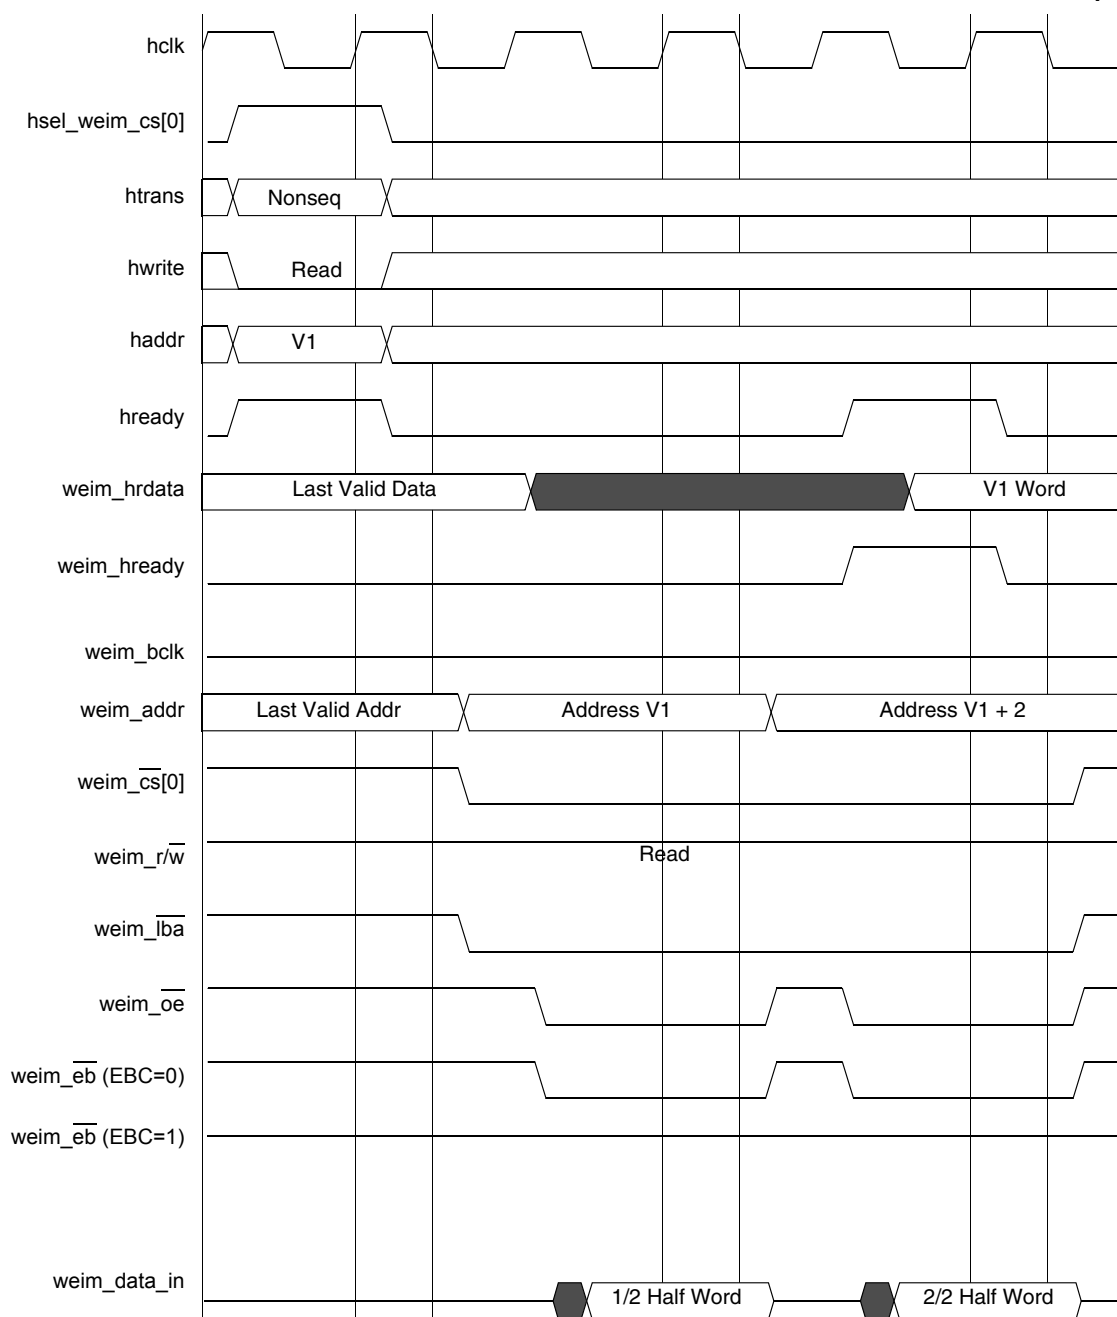 hclk
hsel_weim_cs[0]
htrans Nonseq
hwrite Read
haddr V1
hready
weim_hrdata Last Valid Data V1 Word
weim_hready
weim_bclk
weim_addr Last Valid Addr Address V1 Address V1 + 2
weim_cs[0]
weim_r/w Read
weim_lba
weim_oe
weim_eb (EBC=0)
weim_eb (EBC=1)
weim_data_in 1/2 Half Word 2/2 Half Word